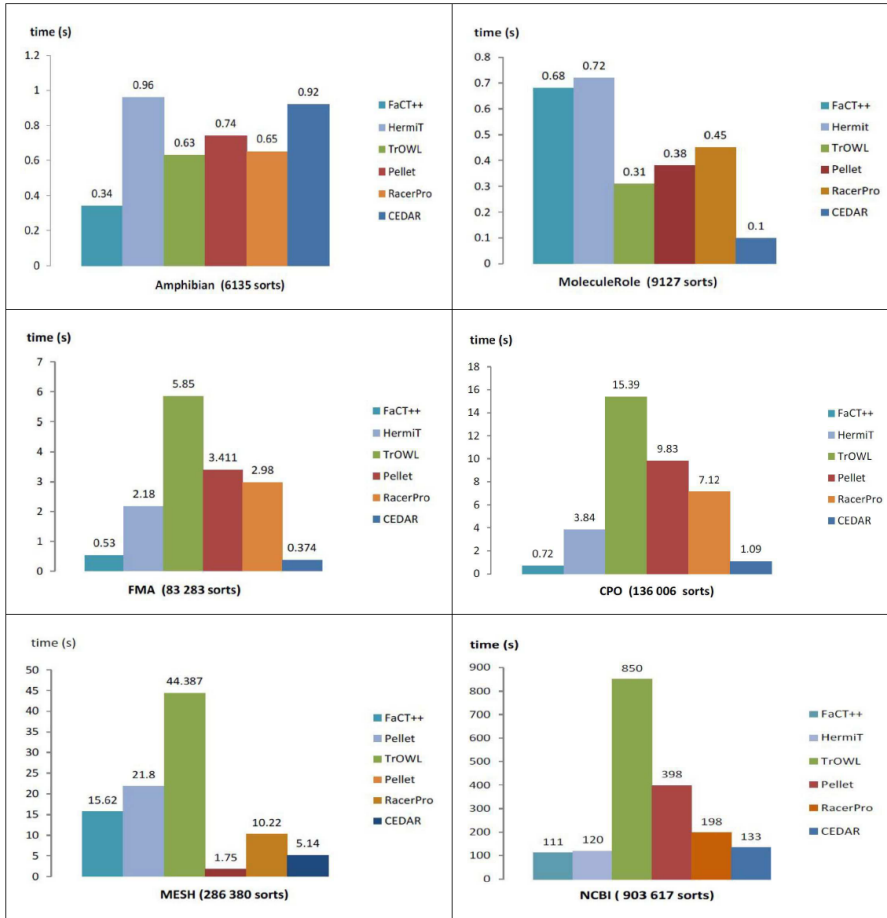 time (s)
1.2
1
0.8
0.6
0.4
0.2
0
0.34
0.96
0.63
0.74
0.65
0.92
FaCT++
HermiT
TrOWL
Pellet
RacerPro
CEDAR
Amphibian (6135 sorts)
time (s)
0.8
0.7
0.6
0.5
0.4
0.3
0.2
0.1
0
0.68
0.72
0.31
0.38
0.45
0.1
FaCT++
Hermit
TrOWL
Pellet
RacerPro
CEDAR
MoleculeRole (9127 sorts)
time (s)
7
6
5
4
3
2
1
0
0.53
2.18
5.85
3.411
2.98
0.374
FaCT++
HermiT
TrOWL
Pellet
RacerPro
CEDAR
FMA (83 283 sorts)
time (s)
18
16
14
12
10
8
6
4
2
0
0.72
3.84
15.39
9.83
7.12
1.09
FaCT++
HermiT
TrOWL
Pellet
RacerPro
CEDAR
CPO (136 006 sorts)
time (s)
50
45
40
35
30
25
20
15
10
5
0
15.62
21.8
44.387
1.75
10.22
5.14
FaCT++
Pellet
TrOWL
Pellet
RacerPro
CEDAR
MESH (286 380 sorts)
time (s)
900
800
700
600
500
400
300
200
100
0
111
120
850
398
198
133
FaCT++
HermiT
TrOWL
Pellet
RacerPro
CEDAR
NCBI ( 903 617 sorts)